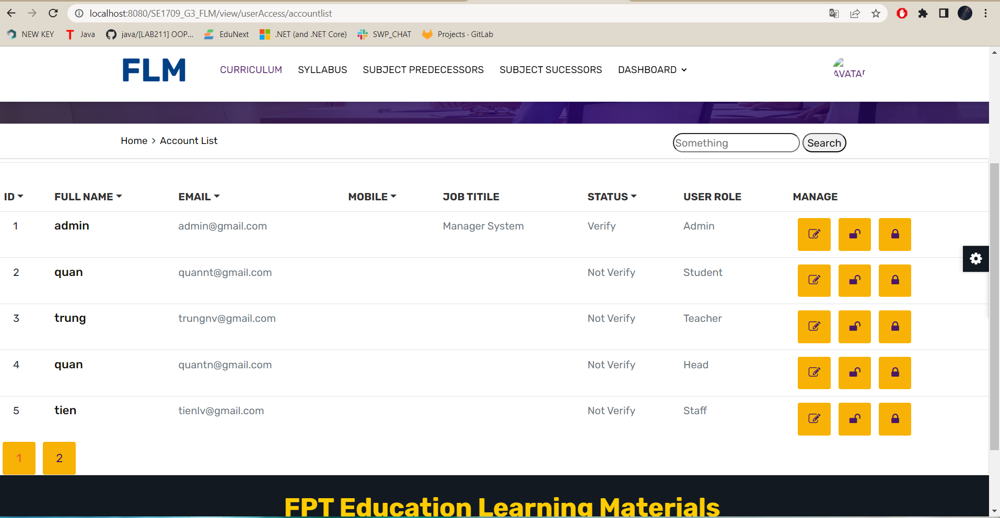 localhost:8080/SE1709_G3_FLM/view/userAccess/accountlist
NEW KEY Java java/[LAB211] OOP... EduNext .NET (and .NET Core) SWP_CHAT Projects · GitLab
FLM CURRICULUM SYLLABUS SUBJECT PREDECESSORS SUBJECT SUCESSORS DASHBOARD
AVATAR
Home > Account List Something Search
ID FULL NAME EMAIL MOBILE JOB TITILE STATUS USER ROLE MANAGE
1 admin admin@gmail.com Manager System Verify Admin
2 quan quannt@gmail.com Not Verify Student
3 trung trungnv@gmail.com Not Verify Teacher
4 quan quantn@gmail.com Not Verify Head
5 tien tienlv@gmail.com Not Verify Staff
1 2
FPT Education Learning Materials